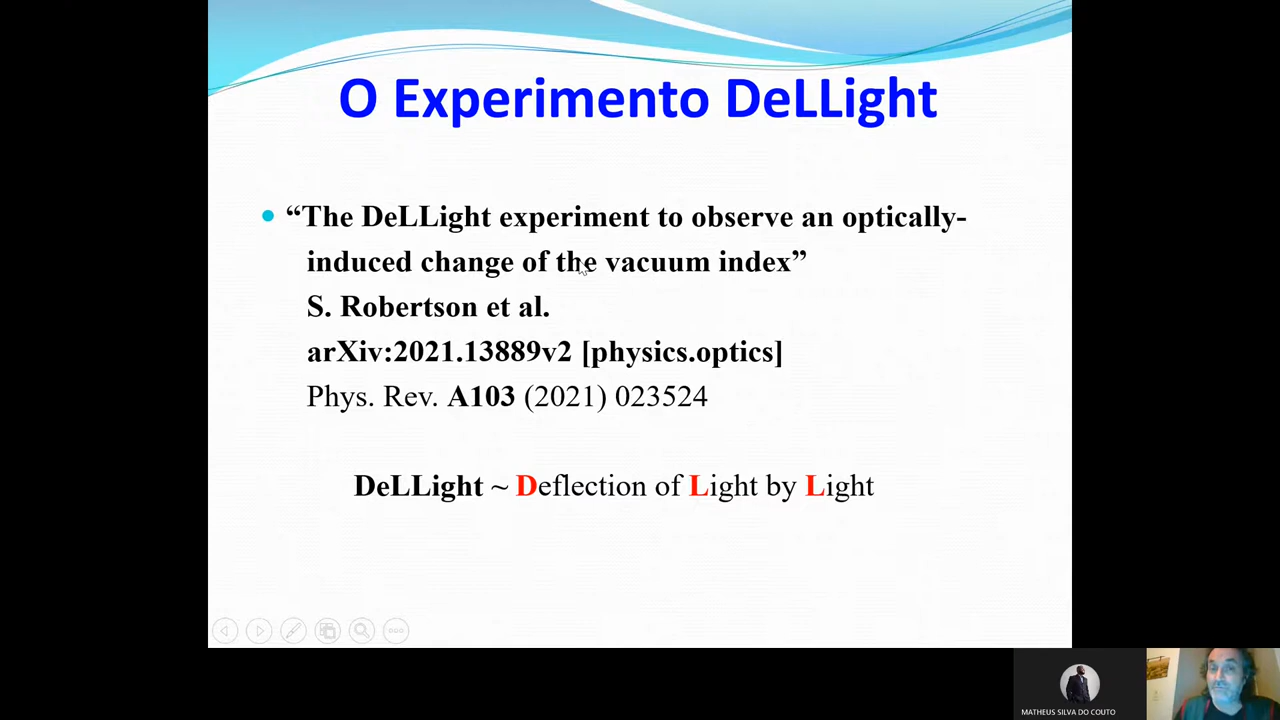 O Experimento DeLLight
“The DeLLight experiment to observe an optically-
induced change of the vacuum index”
S. Robertson et al.
arXiv:2021.13889v2 [physics.optics]
Phys. Rev. A103 (2021) 023524
DeLLight ~ Deflection of Light by Light
MATHEUS SILVA DO COUTO